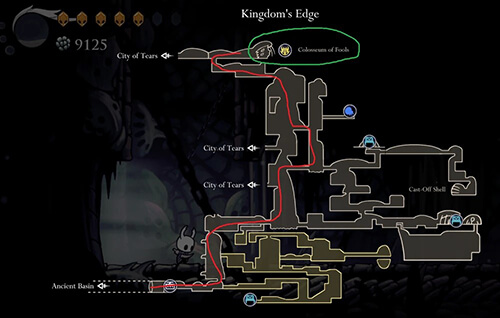 Kingdom's Edge
9125
City of Tears
Colosseum of Fools
City of Tears
City of Tears
Cast-Off Shell
Ancient Basin